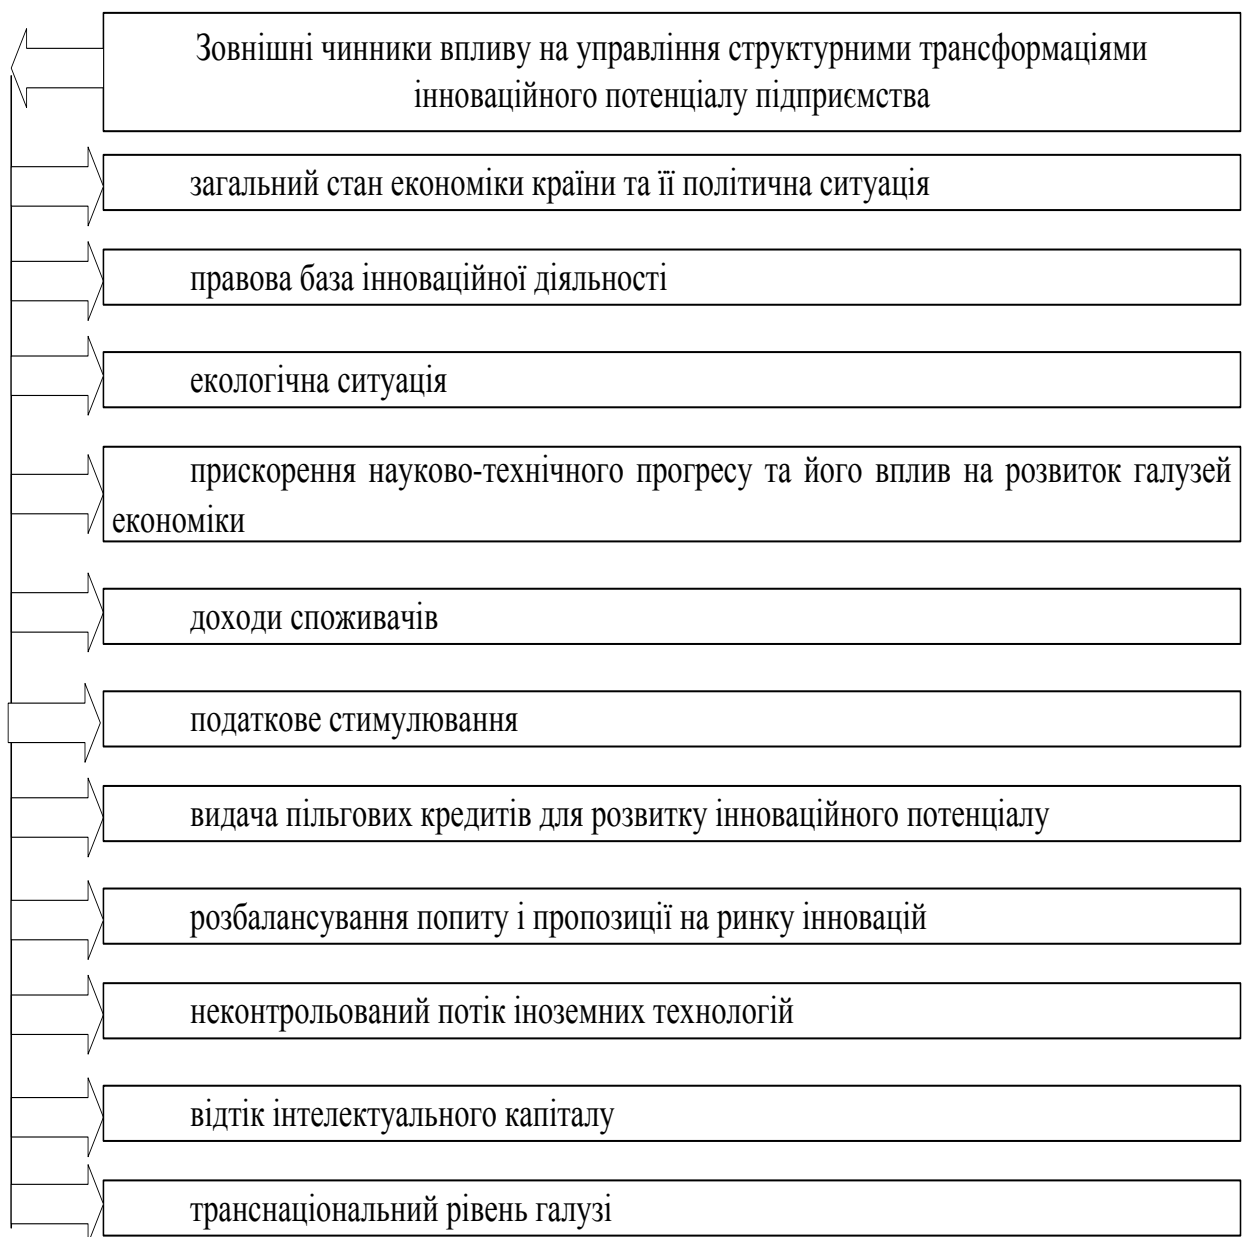 Зовнішні чинники впливу на управління структурними трансформаціями
інноваційного потенціалу підприємства
загальний стан економіки країни та її політична ситуація
правова база інноваційної діяльності
екологічна ситуація
прискорення науково-технічного прогресу та його вплив на розвиток галузей
економіки
доходи споживачів
податкове стимулювання
видача пільгових кредитів для розвитку інноваційного потенціалу
розбалансування попиту і пропозиції на ринку інновацій
неконтрольований потік іноземних технологій
відтік інтелектуального капіталу
транснаціональний рівень галузі